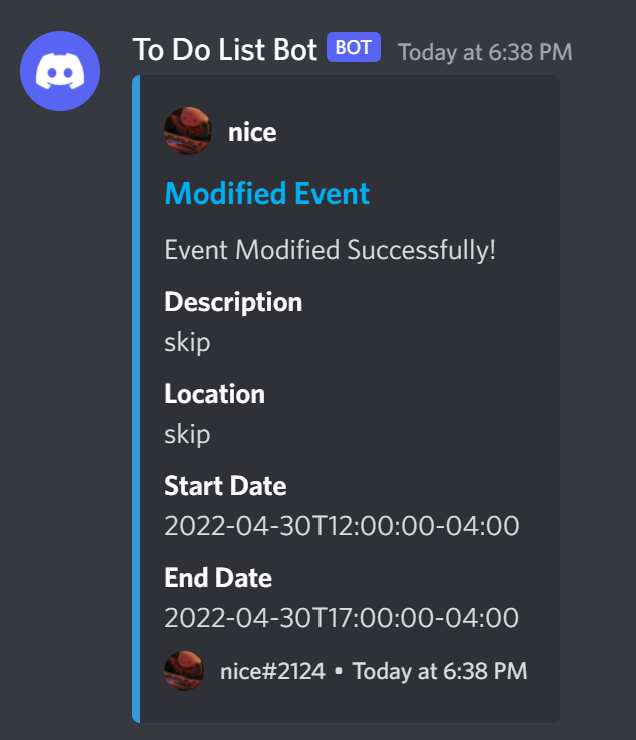 To Do List Bot BOT Today at 6:38 PM
nice
Modified Event
Event Modified Successfully!
Description
skip
Location
skip
Start Date
2022-04-30T12:00:00-04:00
End Date
2022-04-30T17:00:00-04:00
nice#2124 • Today at 6:38 PM